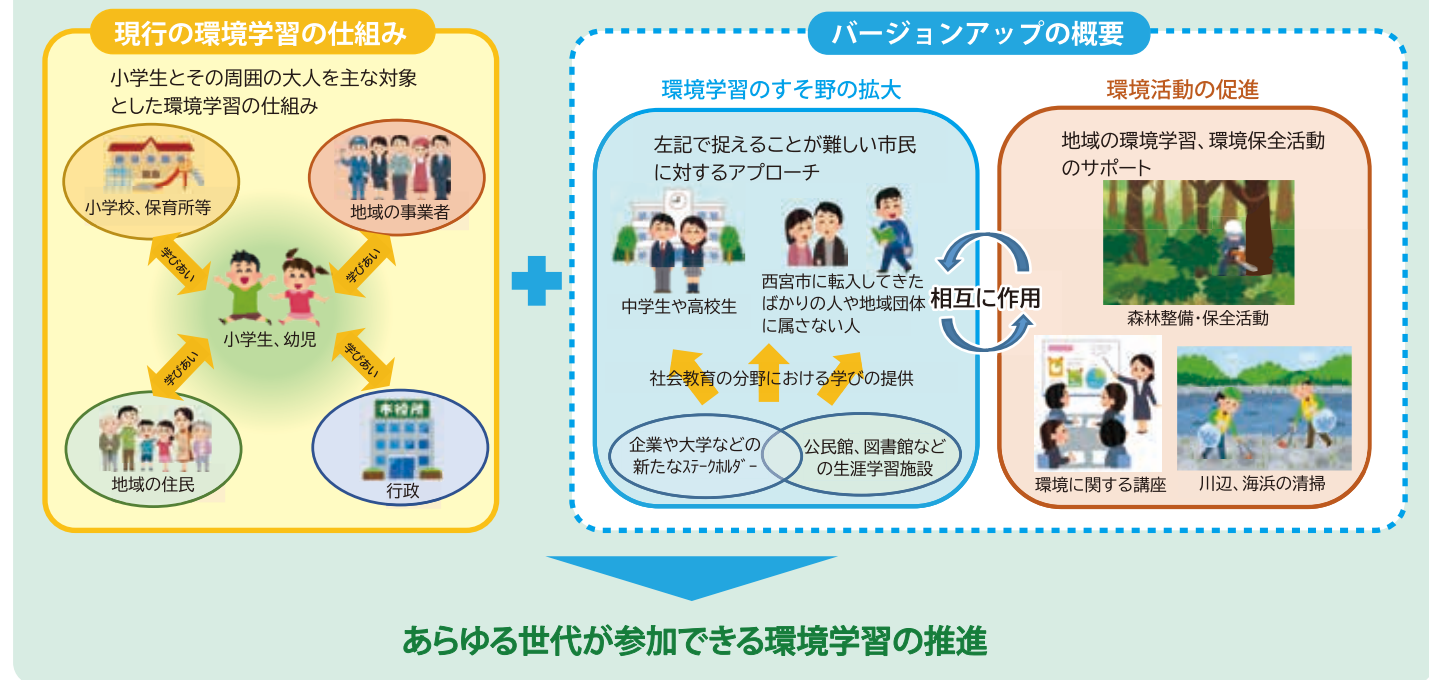 現行の環境学習の仕組み
小学生とその周囲の大人を主な対象
とした環境学習の仕組み
小学校、保育所等
地域の事業者
学びあい
学びあい
小学生、幼児
学びあい
学びあい
地域の住民
市役所
行政
バージョンアップの概要
環境学習のすそ野の拡大
左記で捉えることが難しい市民
に対するアプローチ
中学生や高校生
西宮市に転入してきた
ばかりの人や地域団体
に属さない人
社会教育の分野における学びの提供
企業や大学などの
新たなｽﾃｰｸﾎﾙﾀﾞｰ
公民館、図書館など
の生涯学習施設
相互に作用
環境活動の促進
地域の環境学習、環境保全活動
のサポート
森林整備・保全活動
環境に関する講座
川辺、海浜の清掃
あらゆる世代が参加できる環境学習の推進